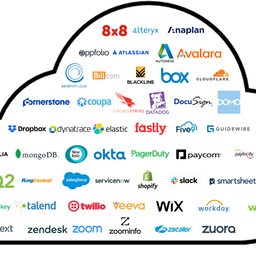 8x8 alteryx Anaplan
appfolio ATLASSIAN AUTODESK Avalara
BENEFITFOCUS Bill.com BLACKLINE box CLOUDFLARE
Cornerstone coupa CROWDSTRIKE DATADOG DocuSign DOMO
Dropbox dynatrace elastic fastly Five9 GUIDEWIRE
mongoDB. New Relic okta PagerDuty paycom paylocity
Q2 RingCentral salesforce servicenow shopify slack smartsheet
talend twilio Veeva WiX workday
zendesk zoom zoominfo zscaler zuora